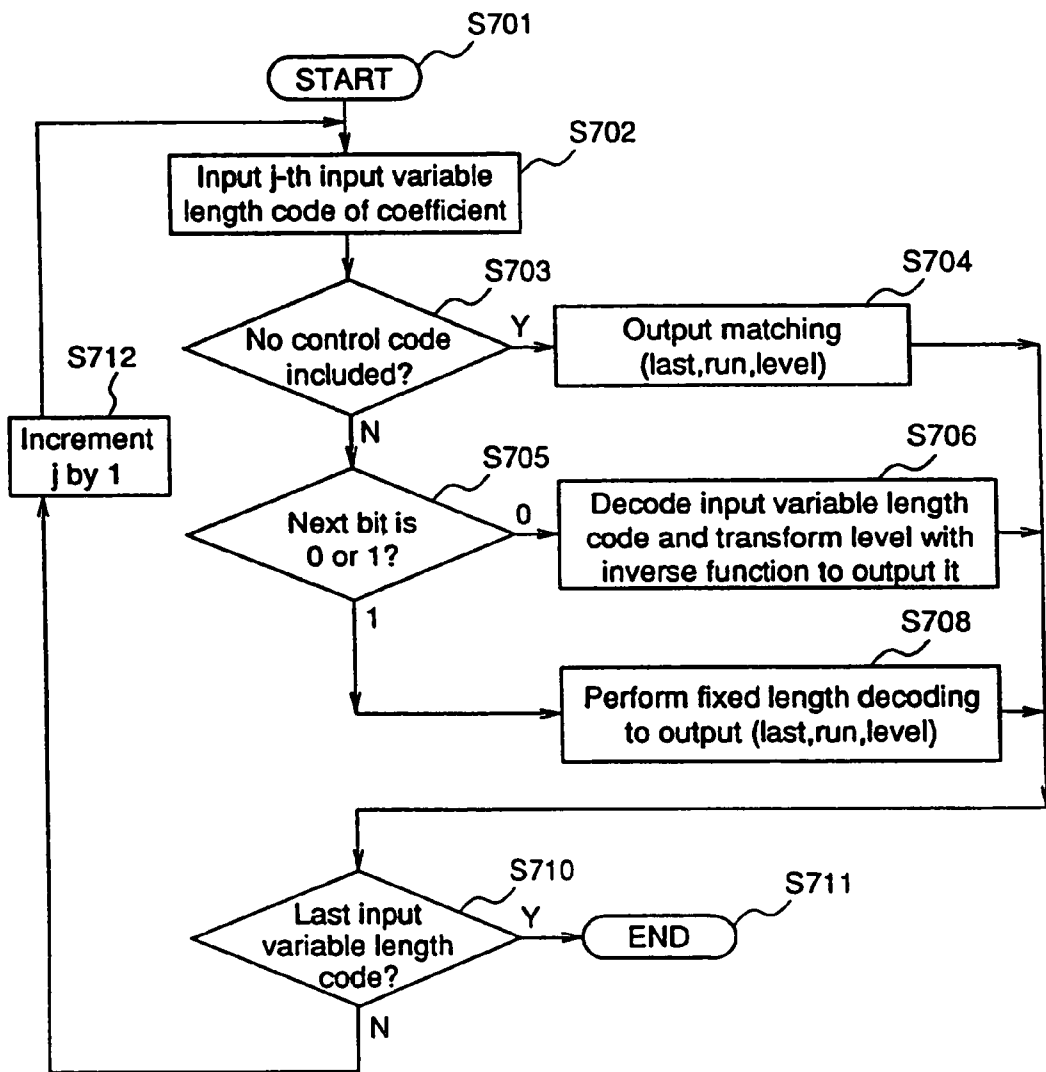 S701
START
S702
Input j-th input variable
length code of coefficient
S703
No control code
included?
Y
N
S704
Output matching
(last,run,level)
S712
Increment
j by 1
S705
Next bit is
0 or 1?
0
1
S706
Decode input variable length
code and transform level with
inverse function to output it
S708
Perform fixed length decoding
to output (last,run,level)
S710
Last input
variable length
code?
Y
N
S711
END